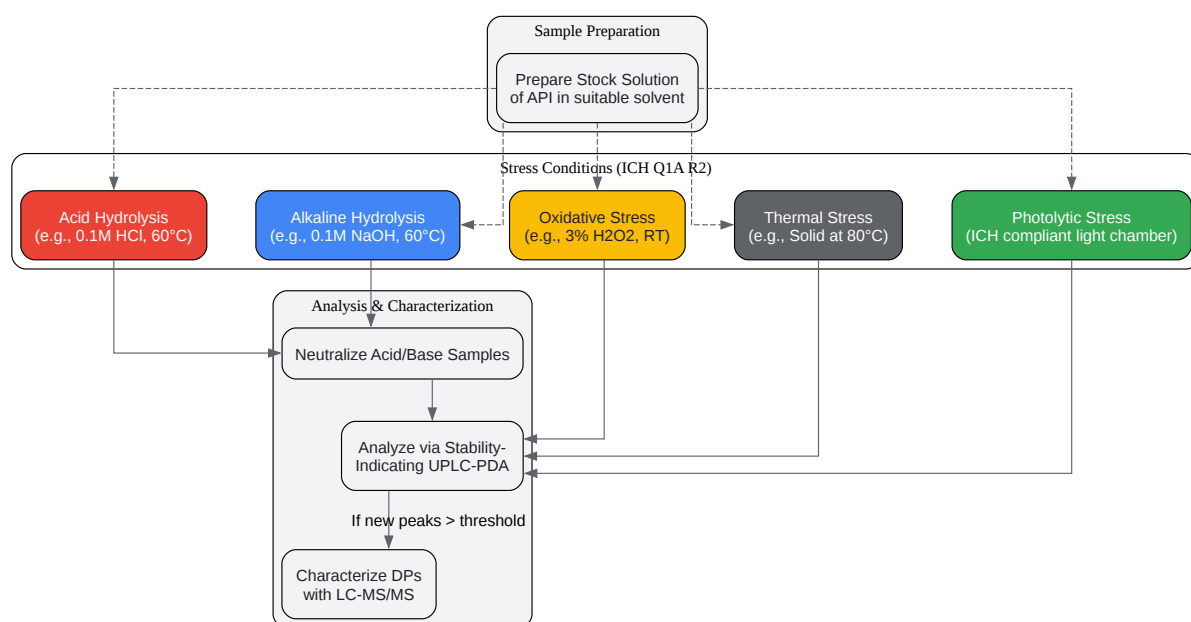 Sample Preparation
Prepare Stock Solution
of API in suitable solvent
Stress Conditions (ICH Q1A R2)
Acid Hydrolysis
(e.g., 0.1M HCl, 60°C)
Alkaline Hydrolysis
(e.g., 0.1M NaOH, 60°C)
Oxidative Stress
(e.g., 3% H2O2, RT)
Thermal Stress
(e.g., Solid at 80°C)
Photolytic Stress
(ICH compliant light chamber)
Analysis & Characterization
Neutralize Acid/Base Samples
Analyze via Stability-
Indicating UPLC-PDA
If new peaks > threshold
Characterize DPs
with LC-MS/MS